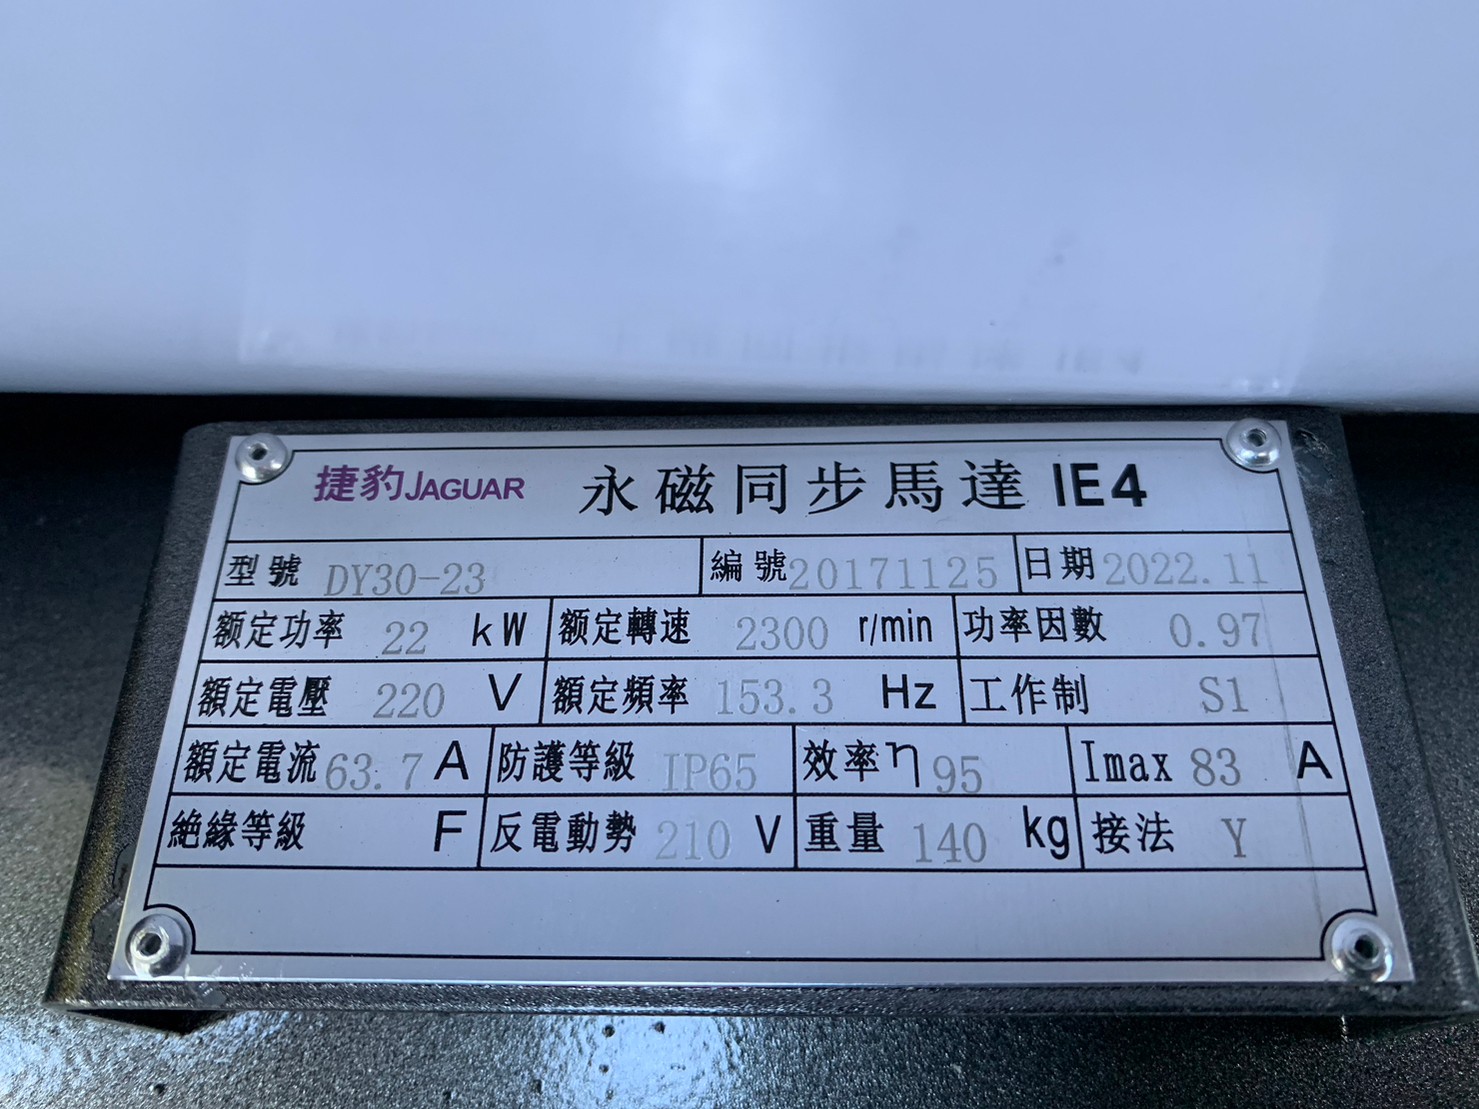 捷豹JAGUAR 永磁同步馬達 IE4
型號 DY30-23 編號 20171125 日期 2022.11
额定功率 22 kW 额定轉速 2300 r/min 功率因數 0.97
額定電壓 220 V 額定頻率 153.3 Hz 工作制 S1
額定電流 63.7 A 防護等級 IP65 效率η 95 Imax 83 A
絶緣等級 F 反電動勢 210 V 重量 140 kg 接法 Y